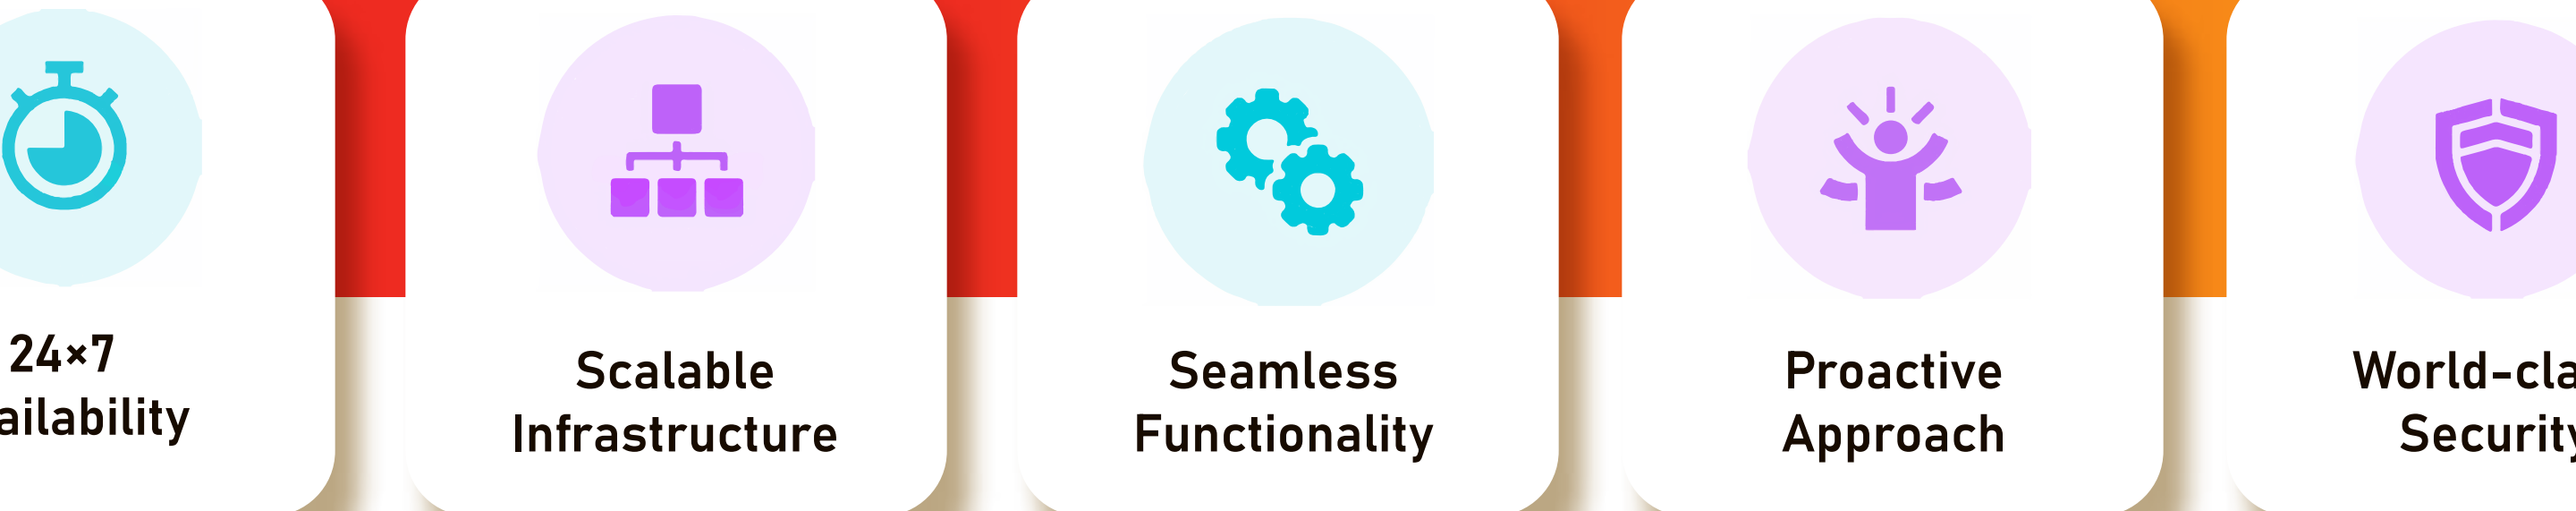 24×7
ailability
Scalable
Infrastructure
Seamless
Functionality
Proactive
Approach
World-cla
Security